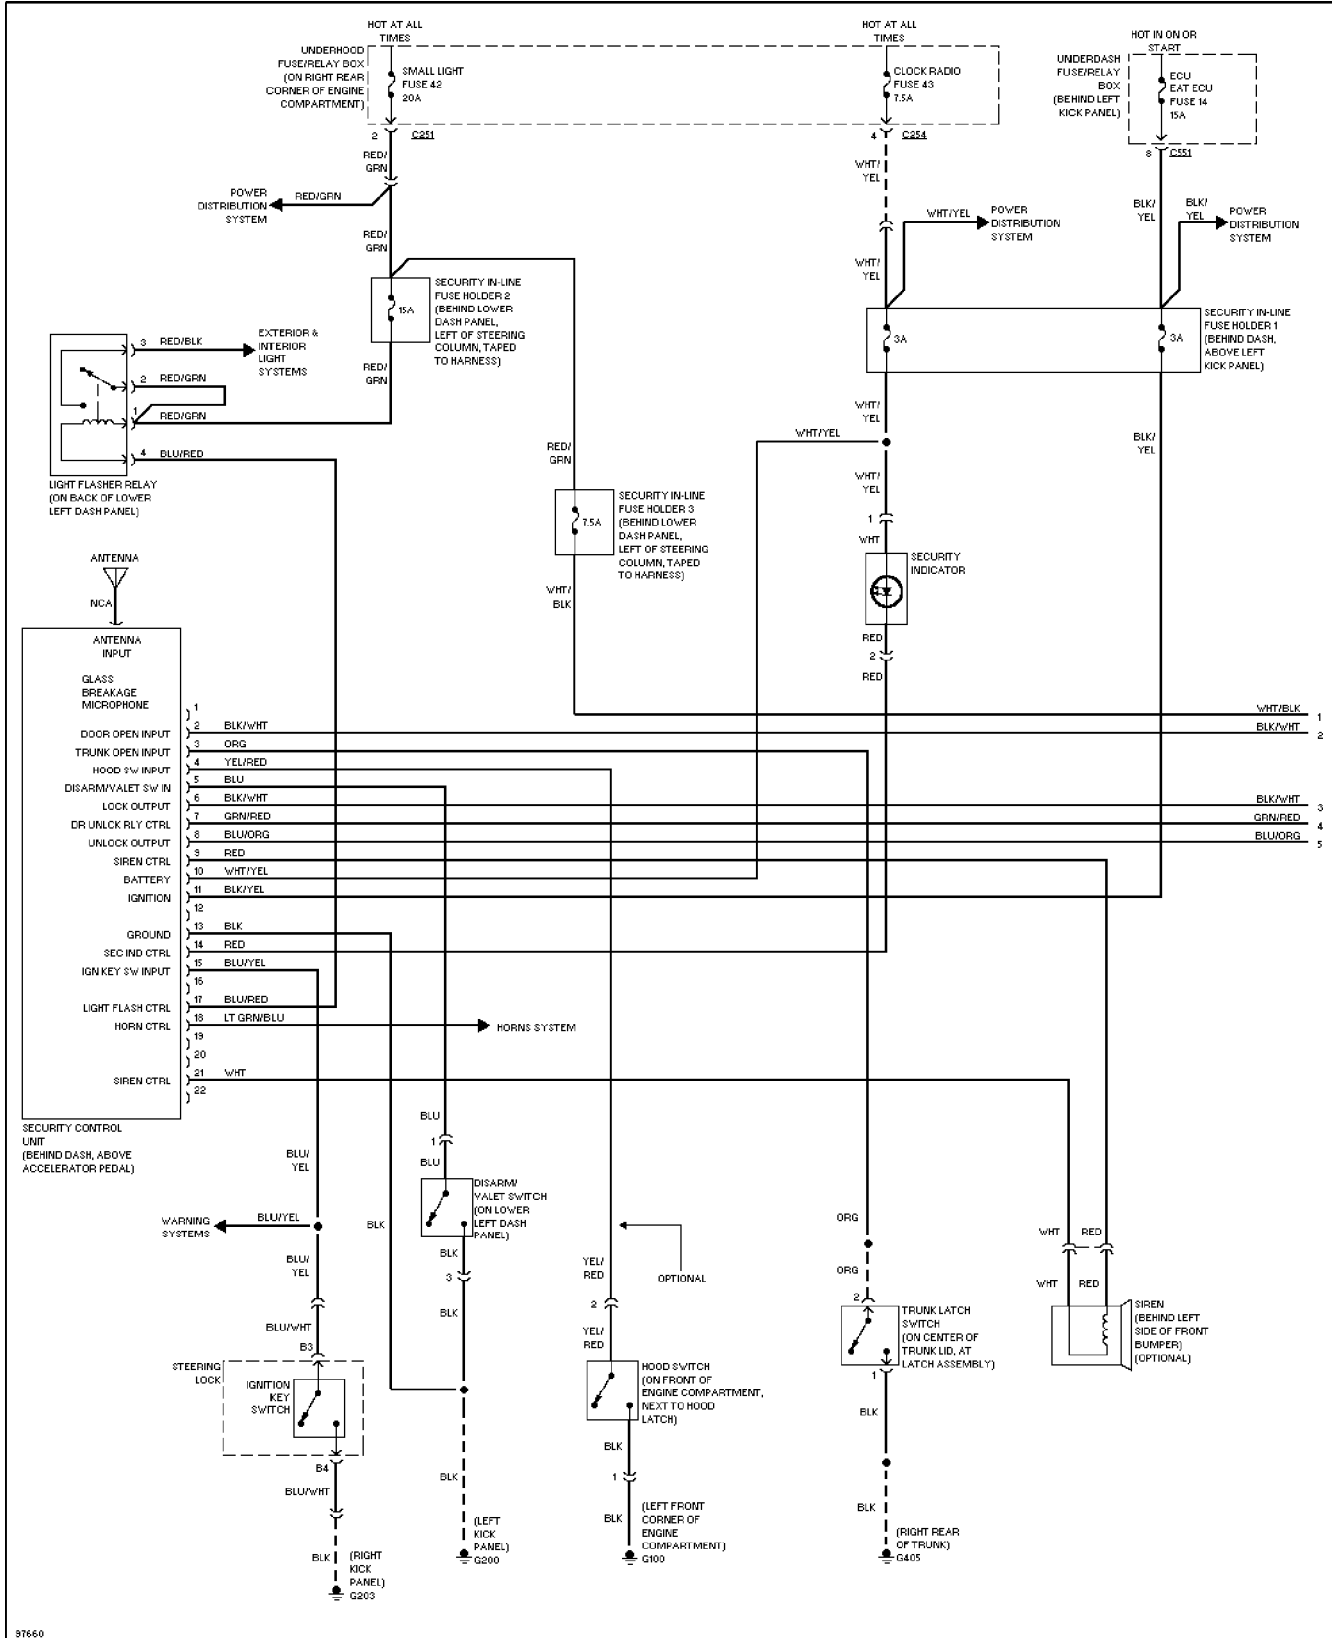 HOT AT ALL
TIMES
HOT AT ALL
TIMES
HOT IN ON OR
START
UNDERHOOD
FUSE/RELAY BOX
(ON RIGHT REAR
CORNER OF ENGINE
COMPARTMENT)
SMALL LIGHT
FUSE 42
20A
CLOCK RADIO
FUSE 43
7.5A
UNDERDASH
FUSE/RELAY
BOX
(BEHIND LEFT
KICK PANEL)
ECU
EAT ECU
FUSE 14
15A
2 C351
4 C354
8 C551
RED/
GRN
WHT/
YEL
POWER
DISTRIBUTION
SYSTEM
RED/GRN
RED/
GRN
WHT/YEL
POWER
DISTRIBUTION
SYSTEM
WHT/
YEL
BLK/
YEL
BLK/
YEL
POWER
DISTRIBUTION
SYSTEM
15A
SECURITY IN-LINE
FUSE HOLDER 2
(BEHIND LOWER
DASH PANEL,
LEFT OF STEERING
COLUMN, TAPED
TO HARNESS)
3A
3A
SECURITY IN-LINE
FUSE HOLDER 1
(BEHIND DASH,
ABOVE LEFT
KICK PANEL)
3 RED/BLK
EXTERIOR &
INTERIOR
LIGHT
SYSTEMS
2 RED/GRN
1 RED/GRN
4 BLU/RED
RED/
GRN
LIGHT FLASHER RELAY
(ON BACK OF LOWER
LEFT DASH PANEL)
WHT/
YEL
WHT/YEL
BLK/
YEL
RED/
GRN
WHT/
YEL
7.5A
SECURITY IN-LINE
FUSE HOLDER 3
(BEHIND LOWER
DASH PANEL,
LEFT OF STEERING
COLUMN, TAPED
TO HARNESS)
1
WHT
SECURITY
INDICATOR
RED
2
RED
WHT/
BLK
ANTENNA
NCA
ANTENNA
INPUT
GLASS
BREAKAGE
MICROPHONE
1
WHT/BLK 1
DOOR OPEN INPUT 2 BLK/WHT BLK/WHT 2
TRUNK OPEN INPUT 3 ORG
HOOD SW INPUT 4 YEL/RED
DISARM/VALET SW IN 5 BLU
LOCK OUTPUT 6 BLK/WHT BLK/WHT 3
DR UNLCK RLY CTRL 7 GRN/RED GRN/RED 4
UNLOCK OUTPUT 8 BLU/ORG BLU/ORG 5
SIREN CTRL 9 RED
BATTERY 10 WHT/YEL
IGNITION 11 BLK/YEL
12
GROUND 13 BLK
SEC IND CTRL 14 RED
IGN KEY SW INPUT 15 BLU/YEL
16
LIGHT FLASH CTRL 17 BLU/RED
HORN CTRL 18 LT GRN/BLU HORNS SYSTEM
19
20
SIREN CTRL 21 WHT
22
SECURITY CONTROL
UNIT
(BEHIND DASH, ABOVE
ACCELERATOR PEDAL)
BLU/
YEL
BLU
1
BLU
DISARM/
VALET SWITCH
(ON LOWER
LEFT DASH
PANEL)
WARNING
SYSTEMS
BLU/YEL
BLK
BLU/
YEL
BLK
3
BLK
BLU/WHT
B3
STEERING
LOCK
IGNITION
KEY
SWITCH
B4
BLU/WHT
BLK
(RIGHT
KICK
PANEL)
G203
BLK
(LEFT
KICK
PANEL)
G200
OPTIONAL
YEL/
RED
2
YEL/
RED
HOOD SWITCH
(ON FRONT OF
ENGINE COMPARTMENT,
NEXT TO HOOD
LATCH)
BLK
1
BLK
(LEFT FRONT
CORNER OF
ENGINE
COMPARTMENT)
G100
ORG
ORG
2
TRUNK LATCH
SWITCH
(ON CENTER OF
TRUNK LID, AT
LATCH ASSEMBLY)
1
BLK
BLK
(RIGHT REAR
OF TRUNK)
G405
WHT RED
WHT RED
SIREN
(BEHIND LEFT
SIDE OF FRONT
BUMPER)
(OPTIONAL)
97660